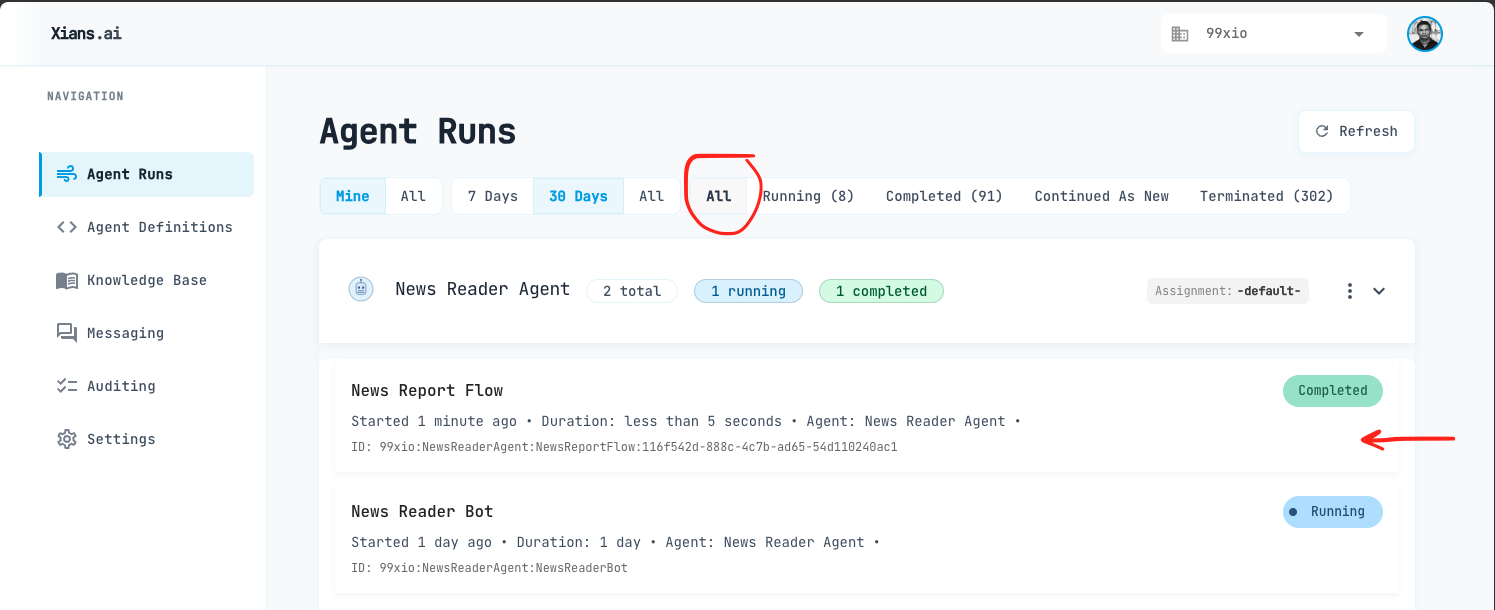 Xians.ai
99xio
NAVIGATION
Agent Runs
Agent Definitions
Knowledge Base
Messaging
Auditing
Settings
Agent Runs
Refresh
Mine All 7 Days 30 Days All All Running (8) Completed (91) Continued As New Terminated (302)
News Reader Agent 2 total 1 running 1 completed Assignment: -default-
News Report Flow Completed
Started 1 minute ago • Duration: less than 5 seconds • Agent: News Reader Agent •
ID: 99xio:NewsReaderAgent:NewsReportFlow:116f542d-888c-4c7b-ad65-54d110240ac1
News Reader Bot Running
Started 1 day ago • Duration: 1 day • Agent: News Reader Agent •
ID: 99xio:NewsReaderAgent:NewsReaderBot